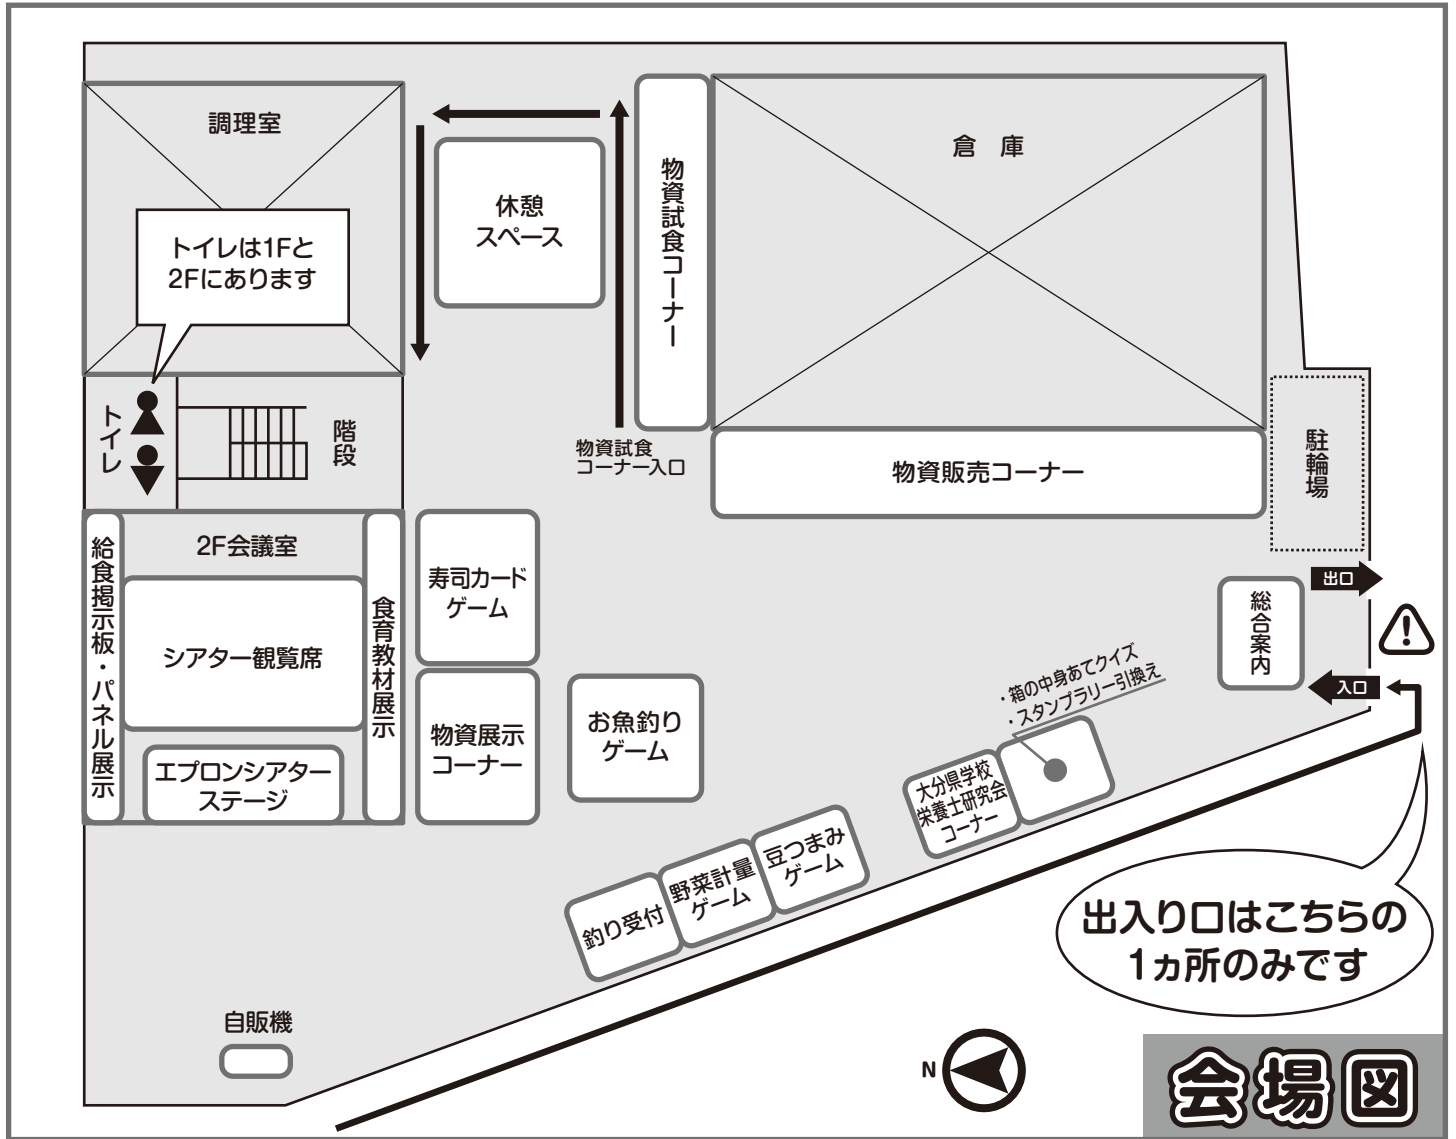 調理室
トイレは1Fと
2Fにあります
休憩
スペース
物資試食コーナー
倉 庫
トイレ
階段
物資試食
コーナー入口
物資販売コーナー
駐輪場
給食掲示板・パネル展示
2F会議室
シアター観覧席
エプロンシアター
ステージ
食育教材展示
寿司カード
ゲーム
物資展示
コーナー
お魚釣り
ゲーム
出口
総合案内
入口
・箱の中身あてクイズ
・スタンプラリー引換え
大分県学校
栄養士研究会
コーナー
豆つまみ
ゲーム
野菜計量
ゲーム
釣り受付
出入り口はこちらの
1ヵ所のみです
自販機
N
会場図